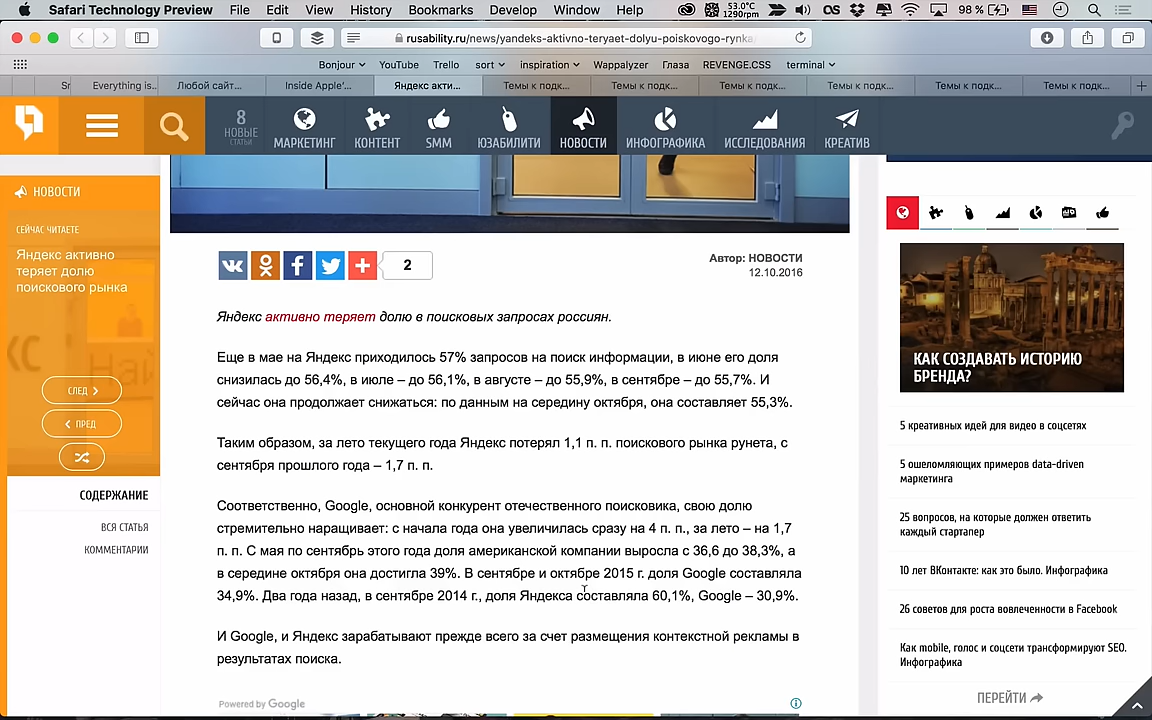 Safari Technology Preview File Edit View History Bookmarks Develop Window Help 53.0°C 1290rpm 98 %
rusability.ru/news/yandeks-aktivno-teryaet-dolyu-poiskovogo-rynka
Bonjour YouTube Trello sort inspiration Wappalyzer Глаза REVENGE.CSS terminal
Sr Everything is.. Любой сайт... Inside Apple'... Яндекс акти... Темы к подк... Темы к подк... Темы к подк... Темы к подк... Темы к подк... Темы к подк...
8 НОВЫЕ СТАТЬИ
МАРКЕТИНГ КОНТЕНТ SMM ЮЗАБИЛИТИ НОВОСТИ ИНФОГРАФИКА ИССЛЕДОВАНИЯ КРЕАТИВ
НОВОСТИ
СЕЙЧАС ЧИТАЕТЕ
Яндекс активно
теряет долю
поискового рынка
СЛЕД
ПРЕД
СОДЕРЖАНИЕ
ВСЯ СТАТЬЯ
КОММЕНТАРИИ
2
Автор: НОВОСТИ
12.10.2016
Яндекс активно теряет долю в поисковых запросах россиян.
Еще в мае на Яндекс приходилось 57% запросов на поиск информации, в июне его доля
снизилась до 56,4%, в июле – до 56,1%, в августе – до 55,9%, в сентябре – до 55,7%. И
сейчас она продолжает снижаться: по данным на середину октября, она составляет 55,3%.
Таким образом, за лето текущего года Яндекс потерял 1,1 п. п. поискового рынка рунета, с
сентября прошлого года – 1,7 п. п.
Соответственно, Google, основной конкурент отечественного поисковика, свою долю
стремительно наращивает: с начала года она увеличилась сразу на 4 п. п., за лето – на 1,7
п. п. С мая по сентябрь этого года доля американской компании выросла с 36,6 до 38,3%, а
в середине октября она достигла 39%. В сентябре и октябре 2015 г. доля Google составляла
34,9%. Два года назад, в сентябре 2014 г., доля Яндекса составляла 60,1%, Google – 30,9%.
И Google, и Яндекс зарабатывают прежде всего за счет размещения контекстной рекламы в
результатах поиска.
Powered by Google
КАК СОЗДАВАТЬ ИСТОРИЮ
БРЕНДА?
5 креативных идей для видео в соцсетях
5 ошеломляющих примеров data-driven
маркетинга
25 вопросов, на которые должен ответить
каждый стартапер
10 лет ВКонтакте: как это было. Инфографика
26 советов для роста вовлеченности в Facebook
Как mobile, голос и соцсети трансформируют SEO.
Инфографика
ПЕРЕЙТИ